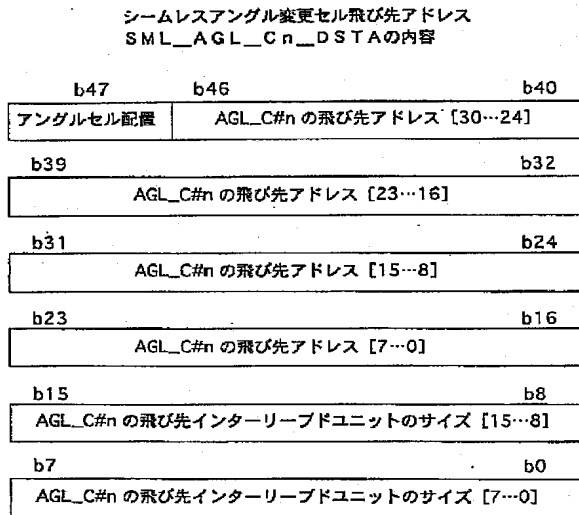 シームレスアングル変更セル飛び先アドレス
SML＿AGL＿Cn＿DSTAの内容
b47 b46 b40
アングルセル配置 AGL_C#n の飛び先アドレス [30…24]
b39 b32
AGL_C#n の飛び先アドレス [23…16]
b31 b24
AGL_C#n の飛び先アドレス [15…8]
b23 b16
AGL_C#n の飛び先アドレス [7…0]
b15 b8
AGL_C#n の飛び先インターリーブドユニットのサイズ [15…8]
b7 b0
AGL_C#n の飛び先インターリーブドユニットのサイズ [7…0]